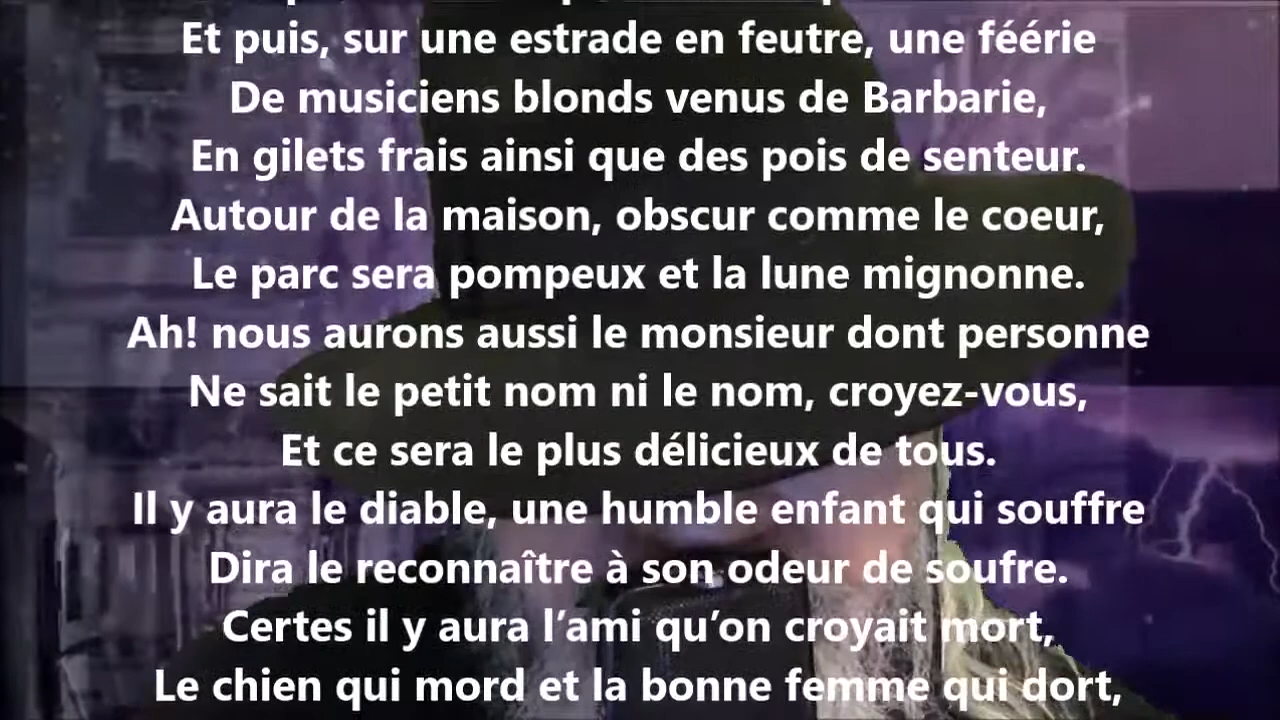 Et puis, sur une estrade en feutre, une féérie
De musiciens blonds venus de Barbarie,
En gilets frais ainsi que des pois de senteur.
Autour de la maison, obscur comme le coeur,
Le parc sera pompeux et la lune mignonne.
Ah! nous aurons aussi le monsieur dont personne
Ne sait le petit nom ni le nom, croyez-vous,
Et ce sera le plus délicieux de tous.
Il y aura le diable, une humble enfant qui souffre
Dira le reconnaître à son odeur de soufre.
Certes il y aura l’ami qu’on croyait mort,
Le chien qui mord et la bonne femme qui dort,